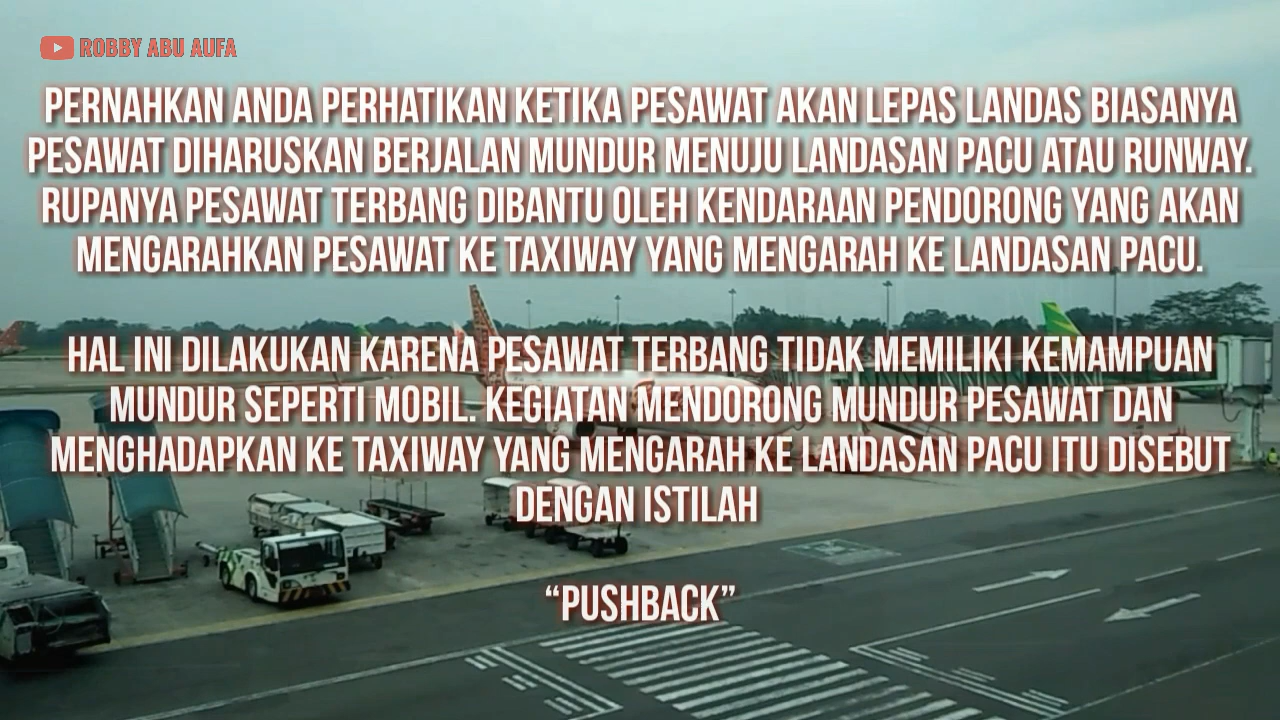 ROBBY ABU AUFA
PERNAHKAN ANDA PERHATIKAN KETIKA PESAWAT AKAN LEPAS LANDAS BIASANYA
PESAWAT DIHARUSKAN BERJALAN MUNDUR MENUJU LANDASAN PACU ATAU RUNWAY.
RUPANYA PESAWAT TERBANG DIBANTU OLEH KENDARAAN PENDORONG YANG AKAN
MENGARAHKAN PESAWAT KE TAXIWAY YANG MENGARAH KE LANDASAN PACU.
HAL INI DILAKUKAN KARENA PESAWAT TERBANG TIDAK MEMILIKI KEMAMPUAN
MUNDUR SEPERTI MOBIL. KEGIATAN MENDORONG MUNDUR PESAWAT DAN
MENGHADAPKAN KE TAXIWAY YANG MENGARAH KE LANDASAN PACU ITU DISEBUT
DENGAN ISTILAH
“PUSHBACK”